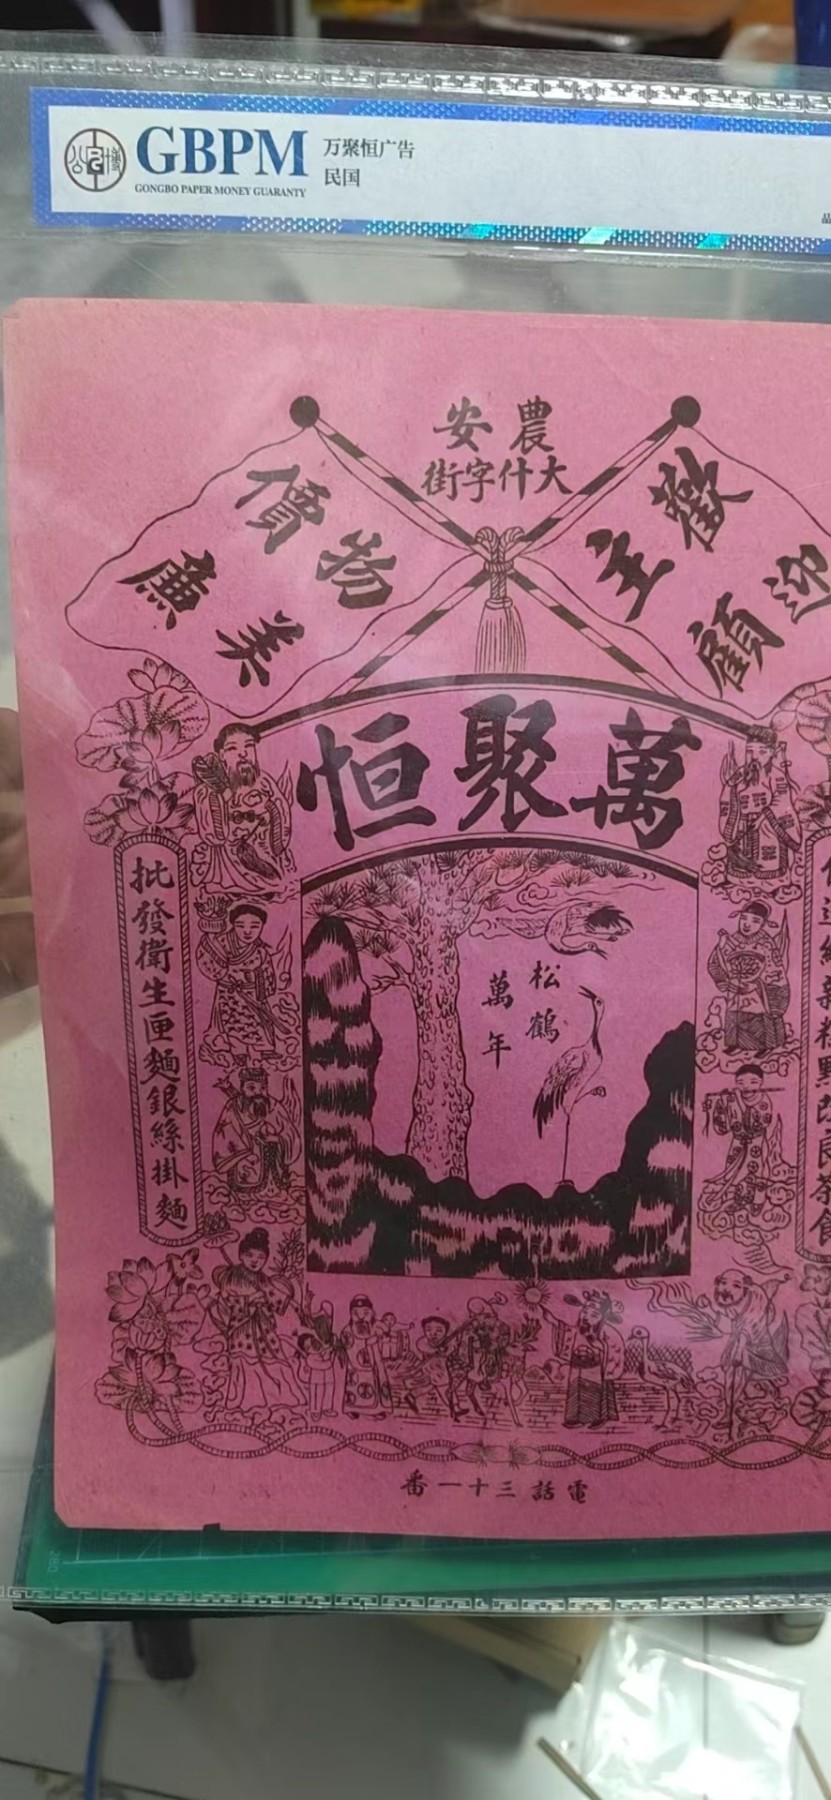 GBPM
GONGBO PAPER MONEY GUARANTY
万聚恒广告
民国
農安
大什字街
歡迎
主顧
物價
美廉
萬聚恒
松鶴
萬年
批發衛生匣麵銀絲掛麵
電話三十一番